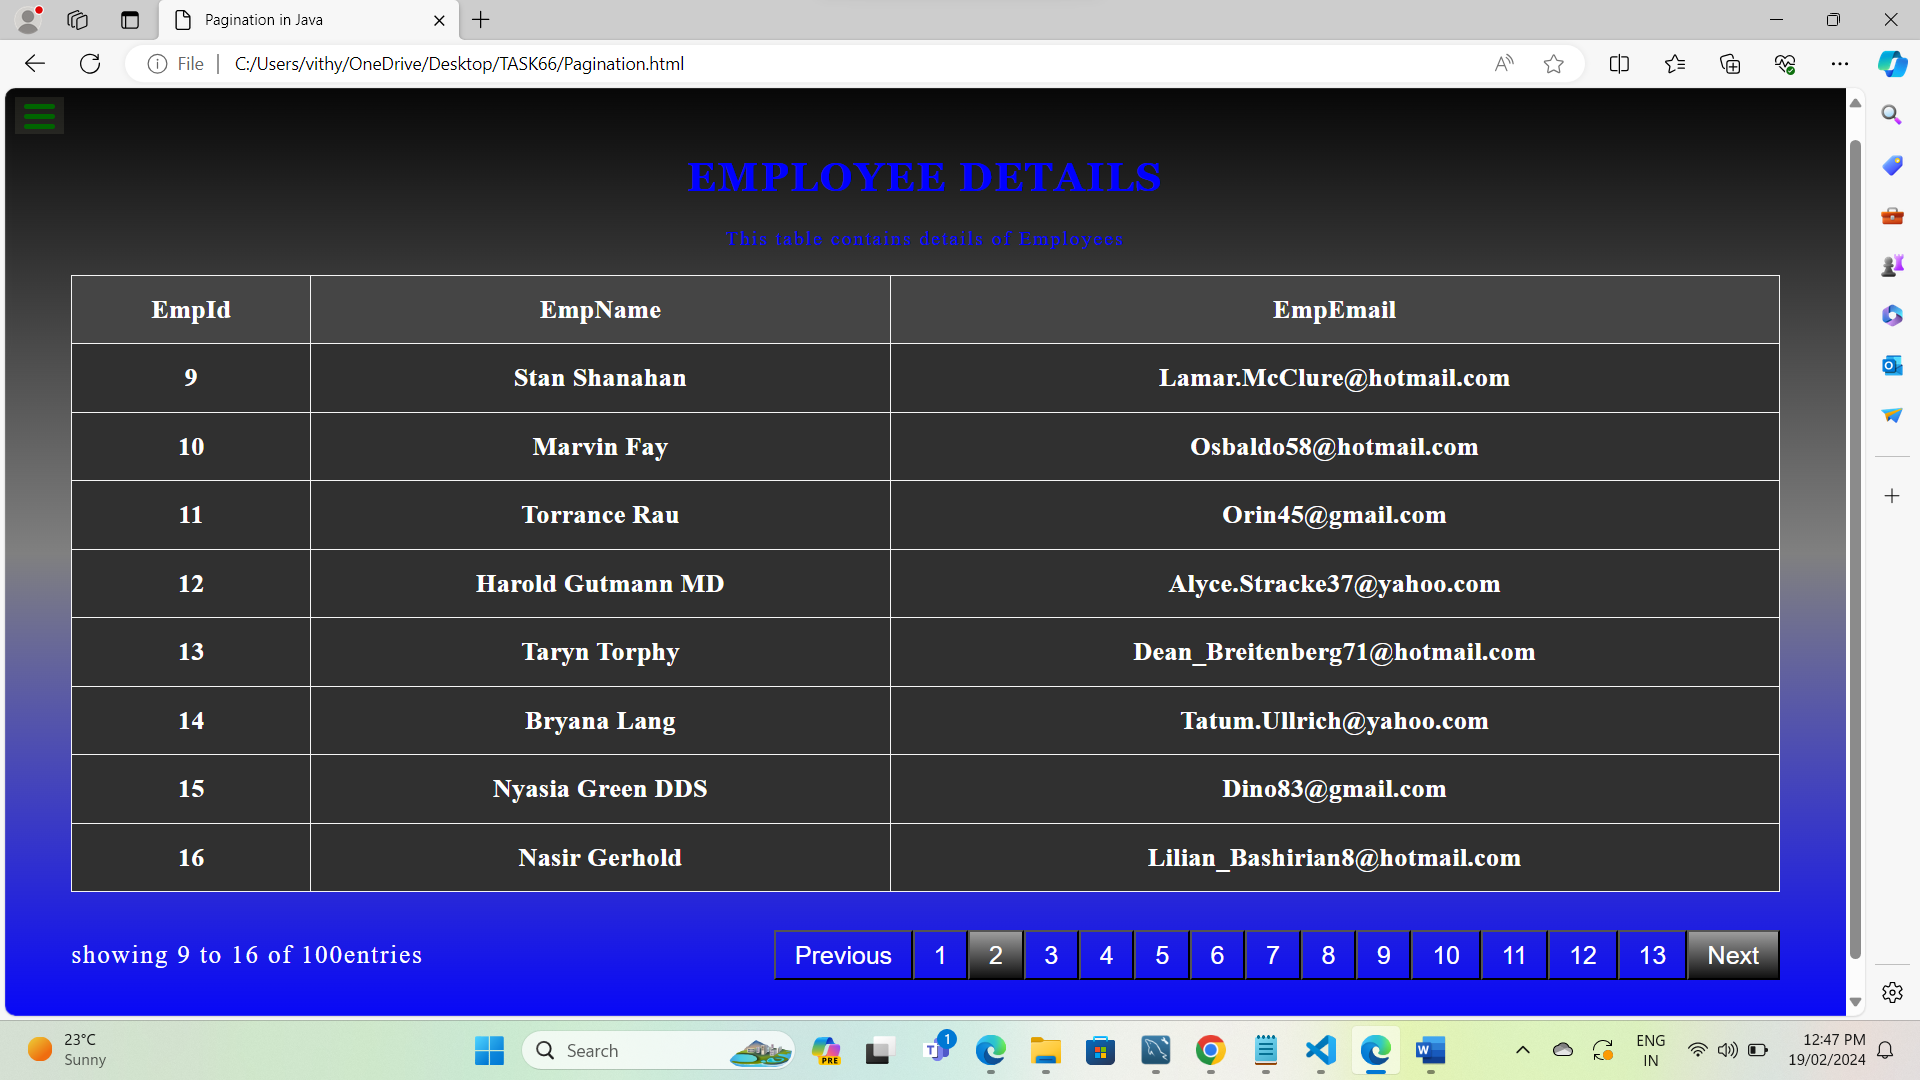 Pagination in Java
File C:/Users/vithy/OneDrive/Desktop/TASK66/Pagination.html
EMPLOYEE DETAILS
This table contains details of Employees
EmpId EmpName EmpEmail
9 Stan Shanahan Lamar.McClure@hotmail.com
10 Marvin Fay Osbaldo58@hotmail.com
11 Torrance Rau Orin45@gmail.com
12 Harold Gutmann MD Alyce.Stracke37@yahoo.com
13 Taryn Torphy Dean_Breitenberg71@hotmail.com
14 Bryana Lang Tatum.Ullrich@yahoo.com
15 Nyasia Green DDS Dino83@gmail.com
16 Nasir Gerhold Lilian_Bashirian8@hotmail.com
showing 9 to 16 of 100entries Previous 1 2 3 4 5 6 7 8 9 10 11 12 13 Next
23°C
Sunny
Search
PRE
1
ENG
IN
12:47 PM
19/02/2024